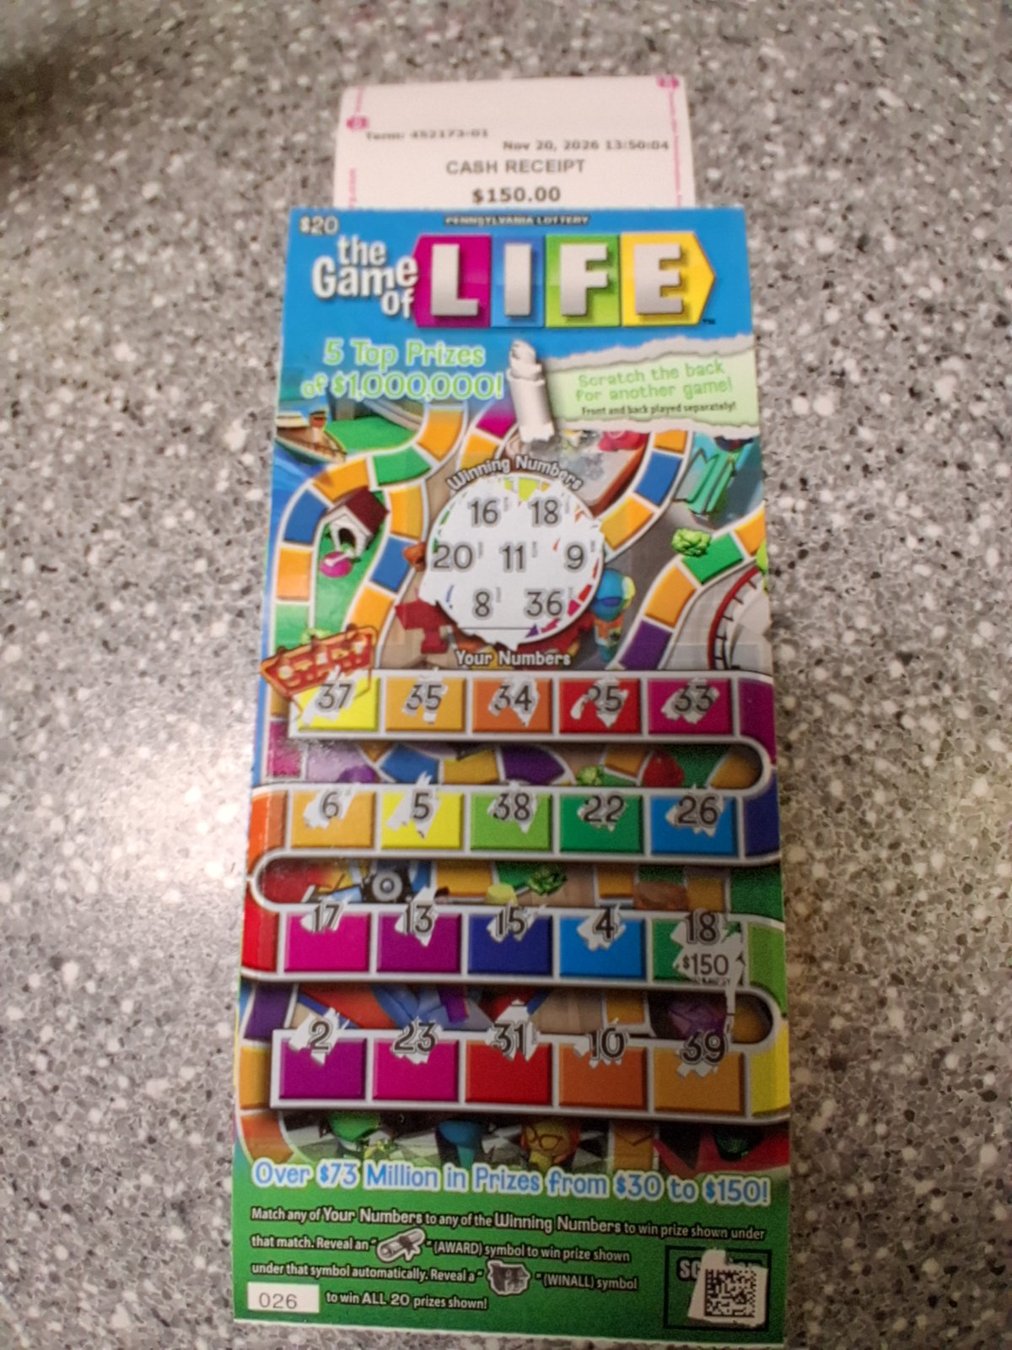 Term: 452173-01
Nov 20, 2026 13:50:04
CASH RECEIPT
$150.00
$20
PENNSYLVANIA LOTTERY
the Game of LIFE™
5 Top Prizes
of $1,000,000!
Scratch the back
for another game!
Front and back played separately!
Winning Numbers
16 18
20 11 9
8 36
Your Numbers
37 35 34 25 33
6 5 38 22 26
17 13 15 4 18
$150
2 23 31 10 39
Over $73 Million in Prizes from $30 to $150!
Match any of Your Numbers to any of the Winning Numbers to win prize shown under
that match. Reveal an " " (AWARD) symbol to win prize shown
under that symbol automatically. Reveal a " " (WINALL) symbol
to win ALL 20 prizes shown!
026